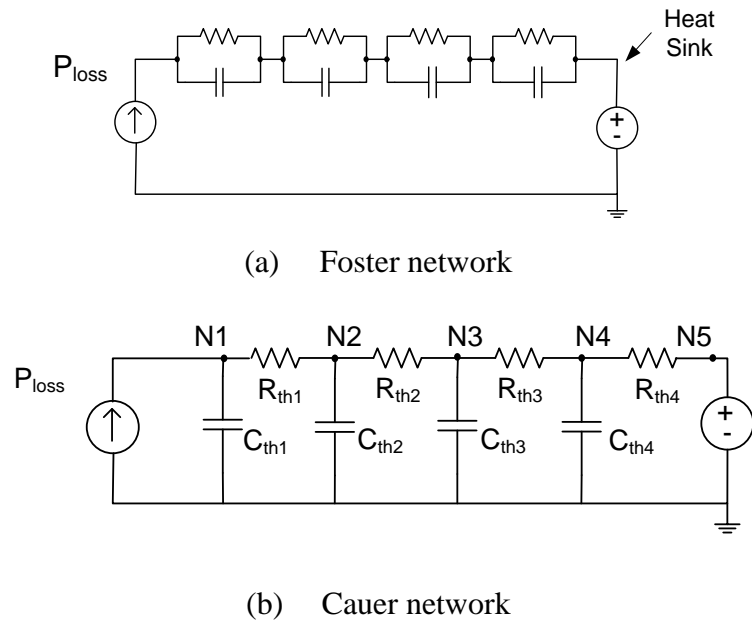 Heat
Sink
P_loss
+
-
(a) Foster network
N1 N2 N3 N4 N5
P_loss
R_th1 R_th2 R_th3 R_th4
+
-
C_th1 C_th2 C_th3 C_th4
(b) Cauer network